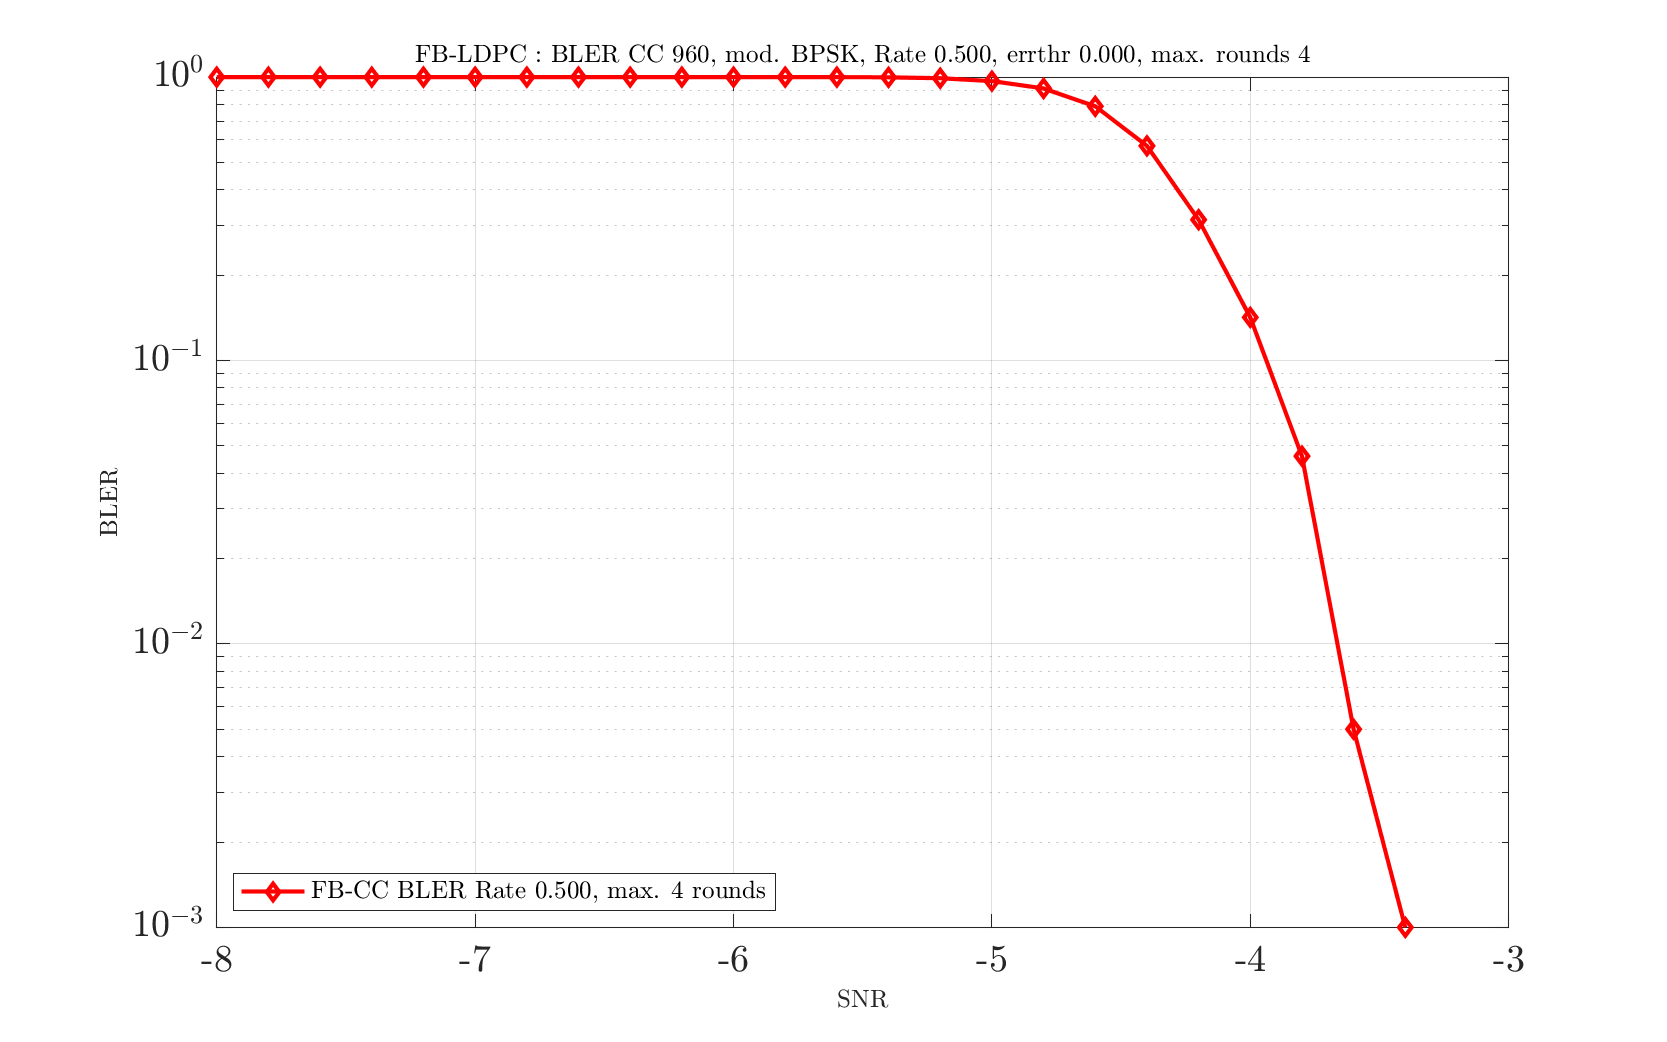 FB-LDPC : BLER CC 960, mod. BPSK, Rate 0.500, errthr 0.000, max. rounds 4
10^0
10^{-1}
10^{-2}
10^{-3}
BLER
FB-CC BLER Rate 0.500, max. 4 rounds
-8 -7 -6 -5 -4 -3
SNR